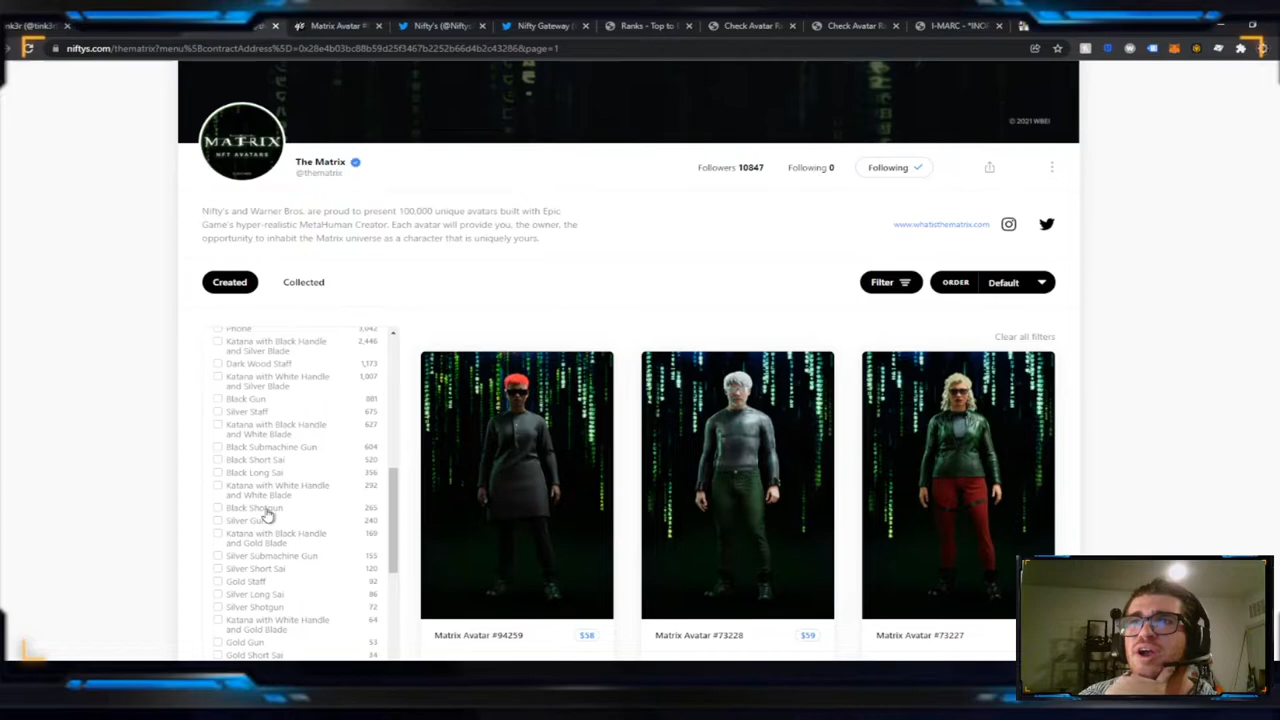 nk3r (@tink3
Matrix Avatar #
Nifty's (@Niftys
Nifty Gateway (
Ranks - Top to
Check Avatar Ra
Check Avatar Ra
I-MARC - *INC
niftys.com/thematrix?menu%5BcontractAddress%5D=0x28e4b03bc88b59d25f3467b2252b66d4b2c43286&page=1
MATRIX
NFT AVATARS
© 2021 WBEI
The Matrix
@thematrix
Followers 10847
Following 0
Following
Nifty's and Warner Bros. are proud to present 100,000 unique avatars built with Epic
Game's hyper-realistic MetaHuman Creator. Each avatar will provide you, the owner, the
opportunity to inhabit the Matrix universe as a character that is uniquely yours.
www.whatisthematrix.com
Created
Collected
Filter
ORDER
Default
Clear all filters
Phone 3,042
Katana with Black Handle 2,446
and Silver Blade
Dark Wood Staff 1,173
Katana with White Handle 1,007
and Silver Blade
Black Gun 881
Silver Staff 675
Katana with Black Handle 627
and White Blade
Black Submachine Gun 604
Black Short Sai 520
Black Long Sai 356
Katana with White Handle 292
and White Blade
Black Shotgun 265
Silver Gun 240
Katana with Black Handle 169
and Gold Blade
Silver Submachine Gun 155
Silver Short Sai 120
Gold Staff 92
Silver Long Sai 86
Silver Shotgun 72
Katana with White Handle 64
and Gold Blade
Gold Gun 53
Gold Short Sai 34
Matrix Avatar #94259
$58
Matrix Avatar #73228
$59
Matrix Avatar #73227